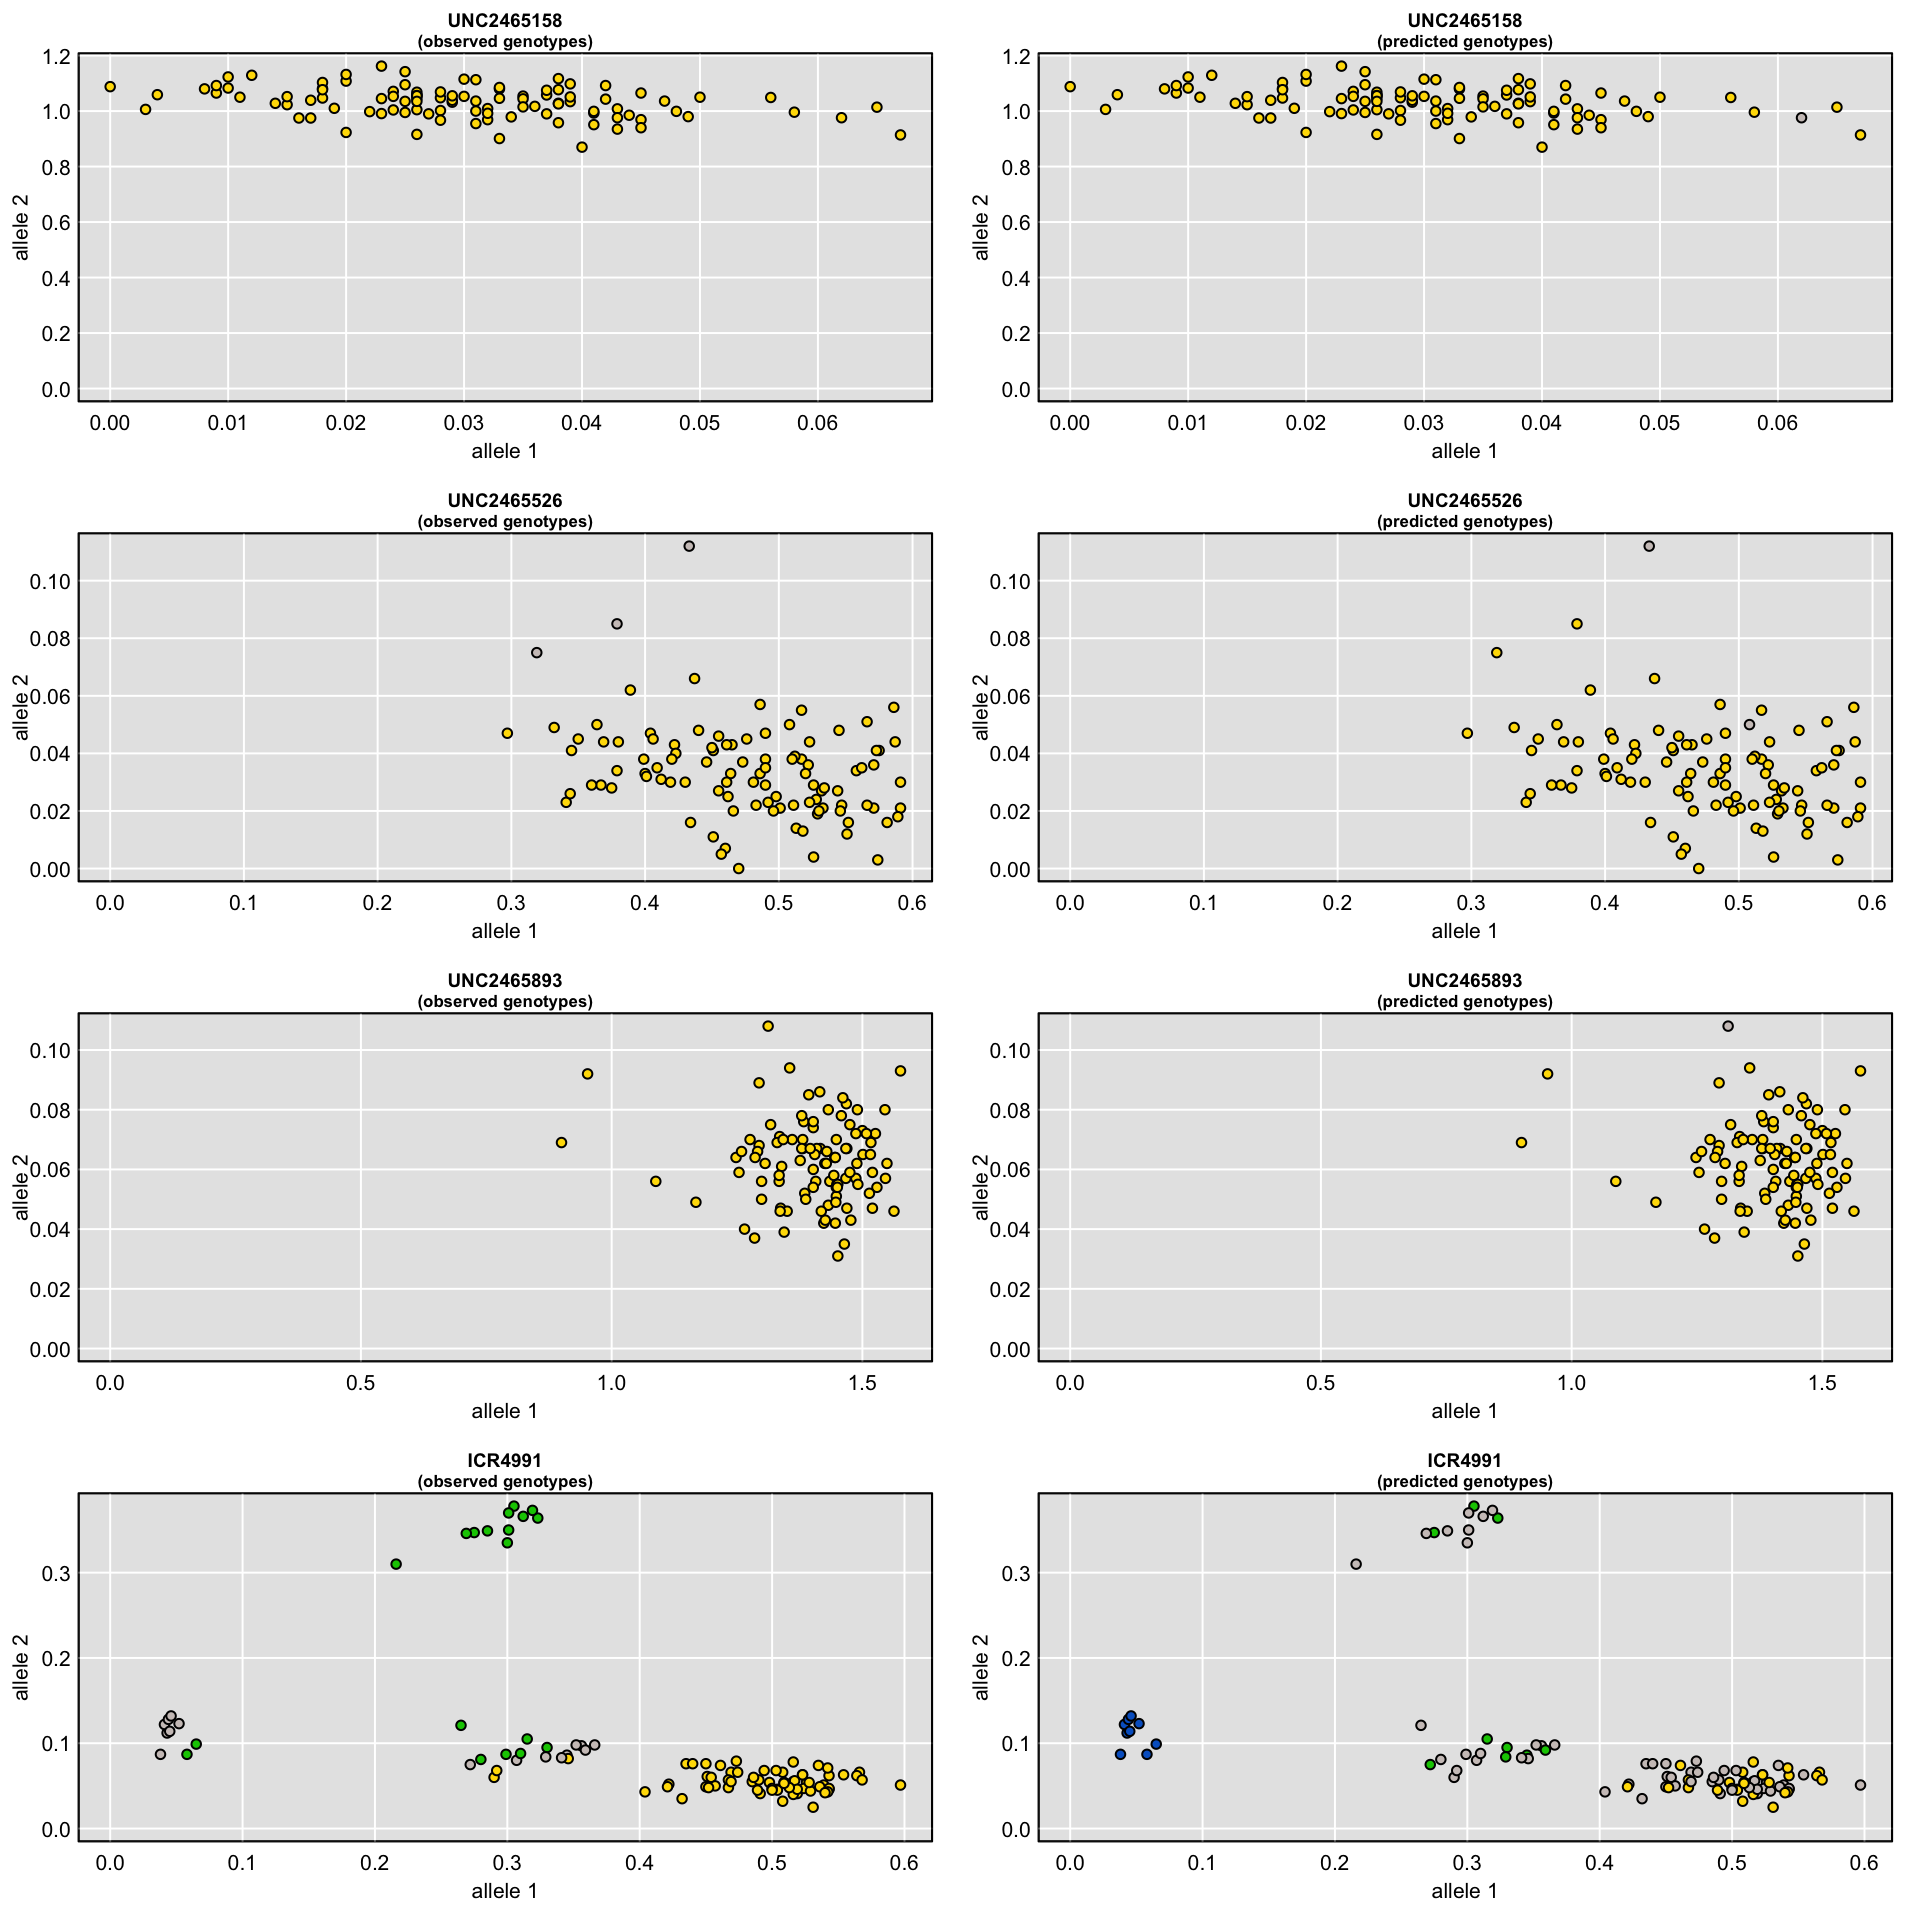 UNC2465158
(observed genotypes)
1.2
1.0
0.8
0.6
0.4
0.2
0.0
allele 2
0.00 0.01 0.02 0.03 0.04 0.05 0.06
allele 1
UNC2465158
(predicted genotypes)
1.2
1.0
0.8
0.6
0.4
0.2
0.0
allele 2
0.00 0.01 0.02 0.03 0.04 0.05 0.06
allele 1
UNC2465526
(observed genotypes)
0.10
0.08
0.06
0.04
0.02
0.00
allele 2
0.0 0.1 0.2 0.3 0.4 0.5 0.6
allele 1
UNC2465526
(predicted genotypes)
0.10
0.08
0.06
0.04
0.02
0.00
allele 2
0.0 0.1 0.2 0.3 0.4 0.5 0.6
allele 1
UNC2465893
(observed genotypes)
0.10
0.08
0.06
0.04
0.02
0.00
allele 2
0.0 0.5 1.0 1.5
allele 1
UNC2465893
(predicted genotypes)
0.10
0.08
0.06
0.04
0.02
0.00
allele 2
0.0 0.5 1.0 1.5
allele 1
ICR4991
(observed genotypes)
0.3
0.2
0.1
0.0
allele 2
0.0 0.1 0.2 0.3 0.4 0.5 0.6
allele 1
ICR4991
(predicted genotypes)
0.3
0.2
0.1
0.0
allele 2
0.0 0.1 0.2 0.3 0.4 0.5 0.6
allele 1